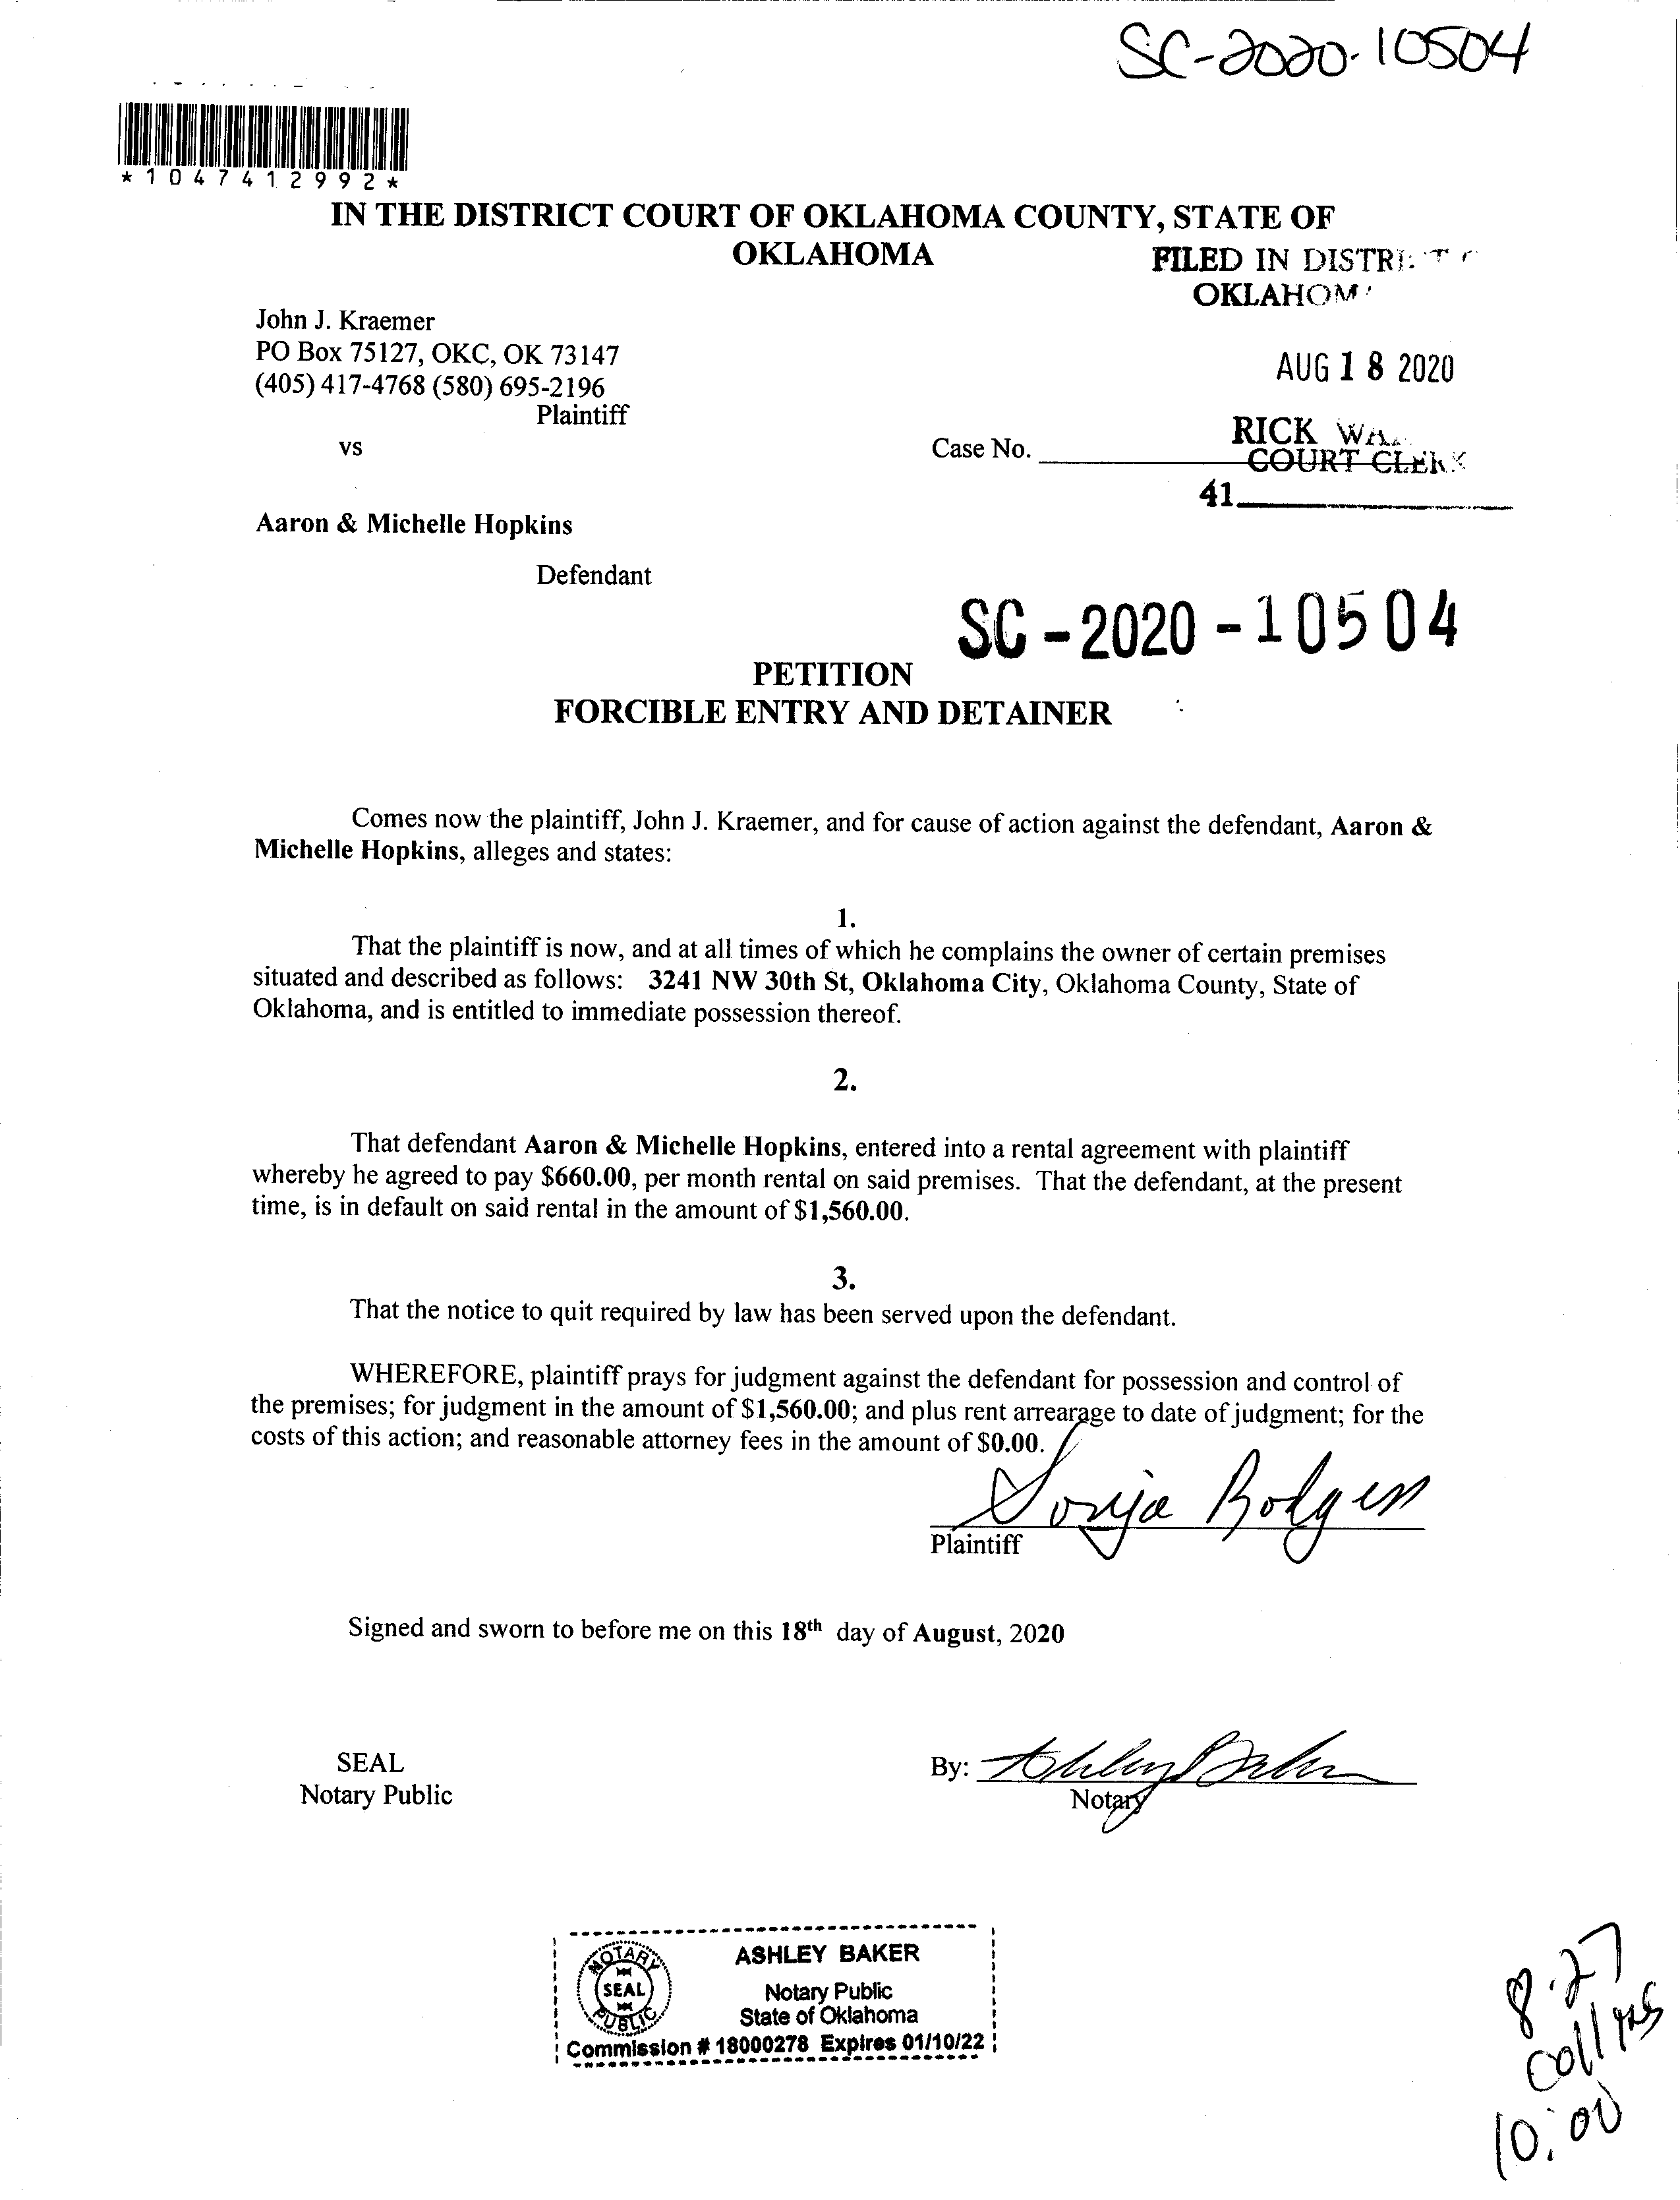 SC-2020-10504
*1047412992*
IN THE DISTRICT COURT OF OKLAHOMA COUNTY, STATE OF
OKLAHOMA
FILED IN DISTRICT
OKLAHOMA
John J. Kraemer
PO Box 75127, OKC, OK 73147
(405) 417-4768 (580) 695-2196
AUG 18 2020
Plaintiff
RICK
vs
Case No.
COURT CLERK
41
Aaron & Michelle Hopkins
Defendant
SC-2020-10504
PETITION
FORCIBLE ENTRY AND DETAINER
Comes now the plaintiff, John J. Kraemer, and for cause of action against the defendant, Aaron &
Michelle Hopkins, alleges and states:
1.
That the plaintiff is now, and at all times of which he complains the owner of certain premises
situated and described as follows: 3241 NW 30th St, Oklahoma City, Oklahoma County, State of
Oklahoma, and is entitled to immediate possession thereof.
2.
That defendant Aaron & Michelle Hopkins, entered into a rental agreement with plaintiff
whereby he agreed to pay $660.00, per month rental on said premises. That the defendant, at the present
time, is in default on said rental in the amount of $1,560.00.
3.
That the notice to quit required by law has been served upon the defendant.
WHEREFORE, plaintiff prays for judgment against the defendant for possession and control of
the premises; for judgment in the amount of $1,560.00; and plus rent arrearage to date of judgment; for the
costs of this action; and reasonable attorney fees in the amount of $0.00.
Sonja Rodgers
Plaintiff
Signed and sworn to before me on this 18th day of August, 2020
SEAL
Notary Public
By: Ashley Baker
Notary
NOTARY
SEAL
PUBLIC
ASHLEY BAKER
Notary Public
State of Oklahoma
Commission # 18000278 Expires 01/10/22
8.27
10:00